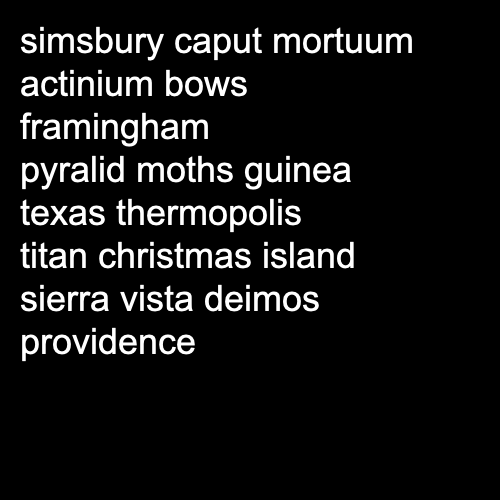 simsbury caput mortuum
actinium bows
framingham
pyralid moths guinea
texas thermopolis
titan christmas island
sierra vista deimos
providence